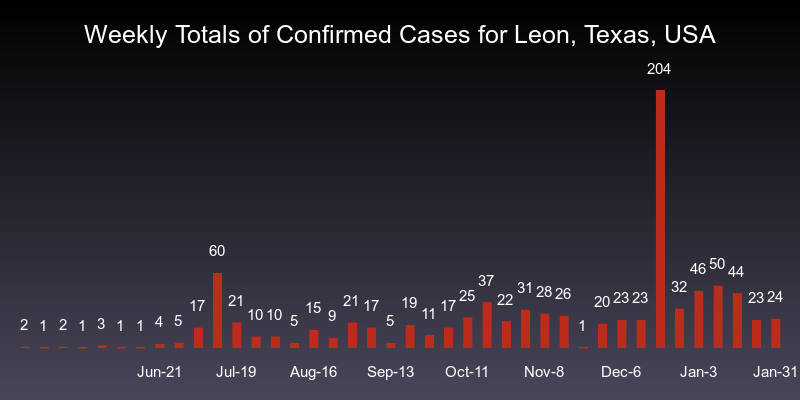 Weekly Totals of Confirmed Cases for Leon, Texas, USA
2 1 2 1 3 1 1 4 5 17 60 21 10 10 5 15 9 21 17 5 19 11 17 25 37 22 31 28 26 1 20 23 23 204 32 46 50 44 23 24
Jun-21 Jul-19 Aug-16 Sep-13 Oct-11 Nov-8 Dec-6 Jan-3 Jan-31